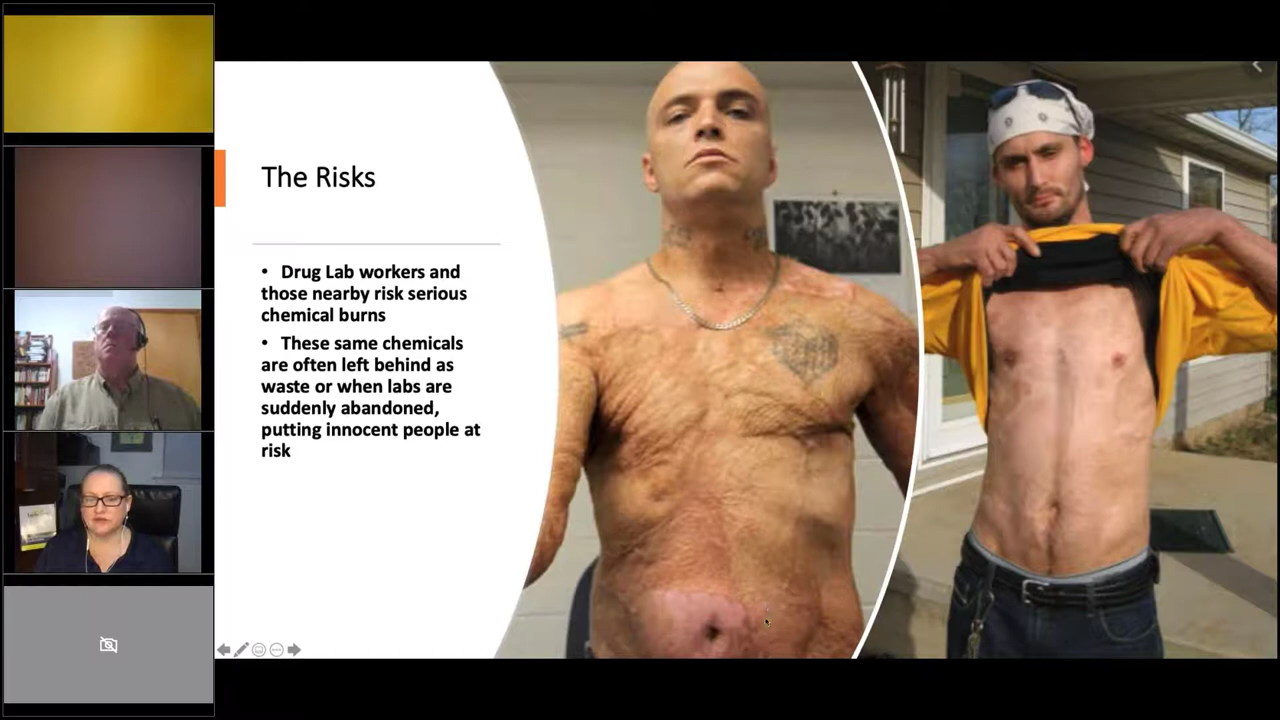 The Risks
• Drug Lab workers and
those nearby risk serious
chemical burns
• These same chemicals
are often left behind as
waste or when labs are
suddenly abandoned,
putting innocent people at
risk